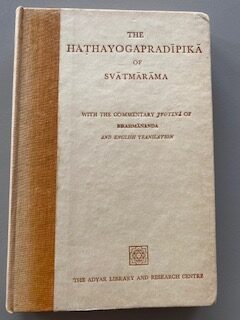 THE
HAṬHAYOGAPRADĪPIKĀ
OF
SVĀTMĀRĀMA
WITH THE COMMENTARY JYOTSNĀ OF
BRAHMĀNANDA
AND ENGLISH TRANSLATION
THE ADYAR LIBRARY AND RESEARCH CENTRE